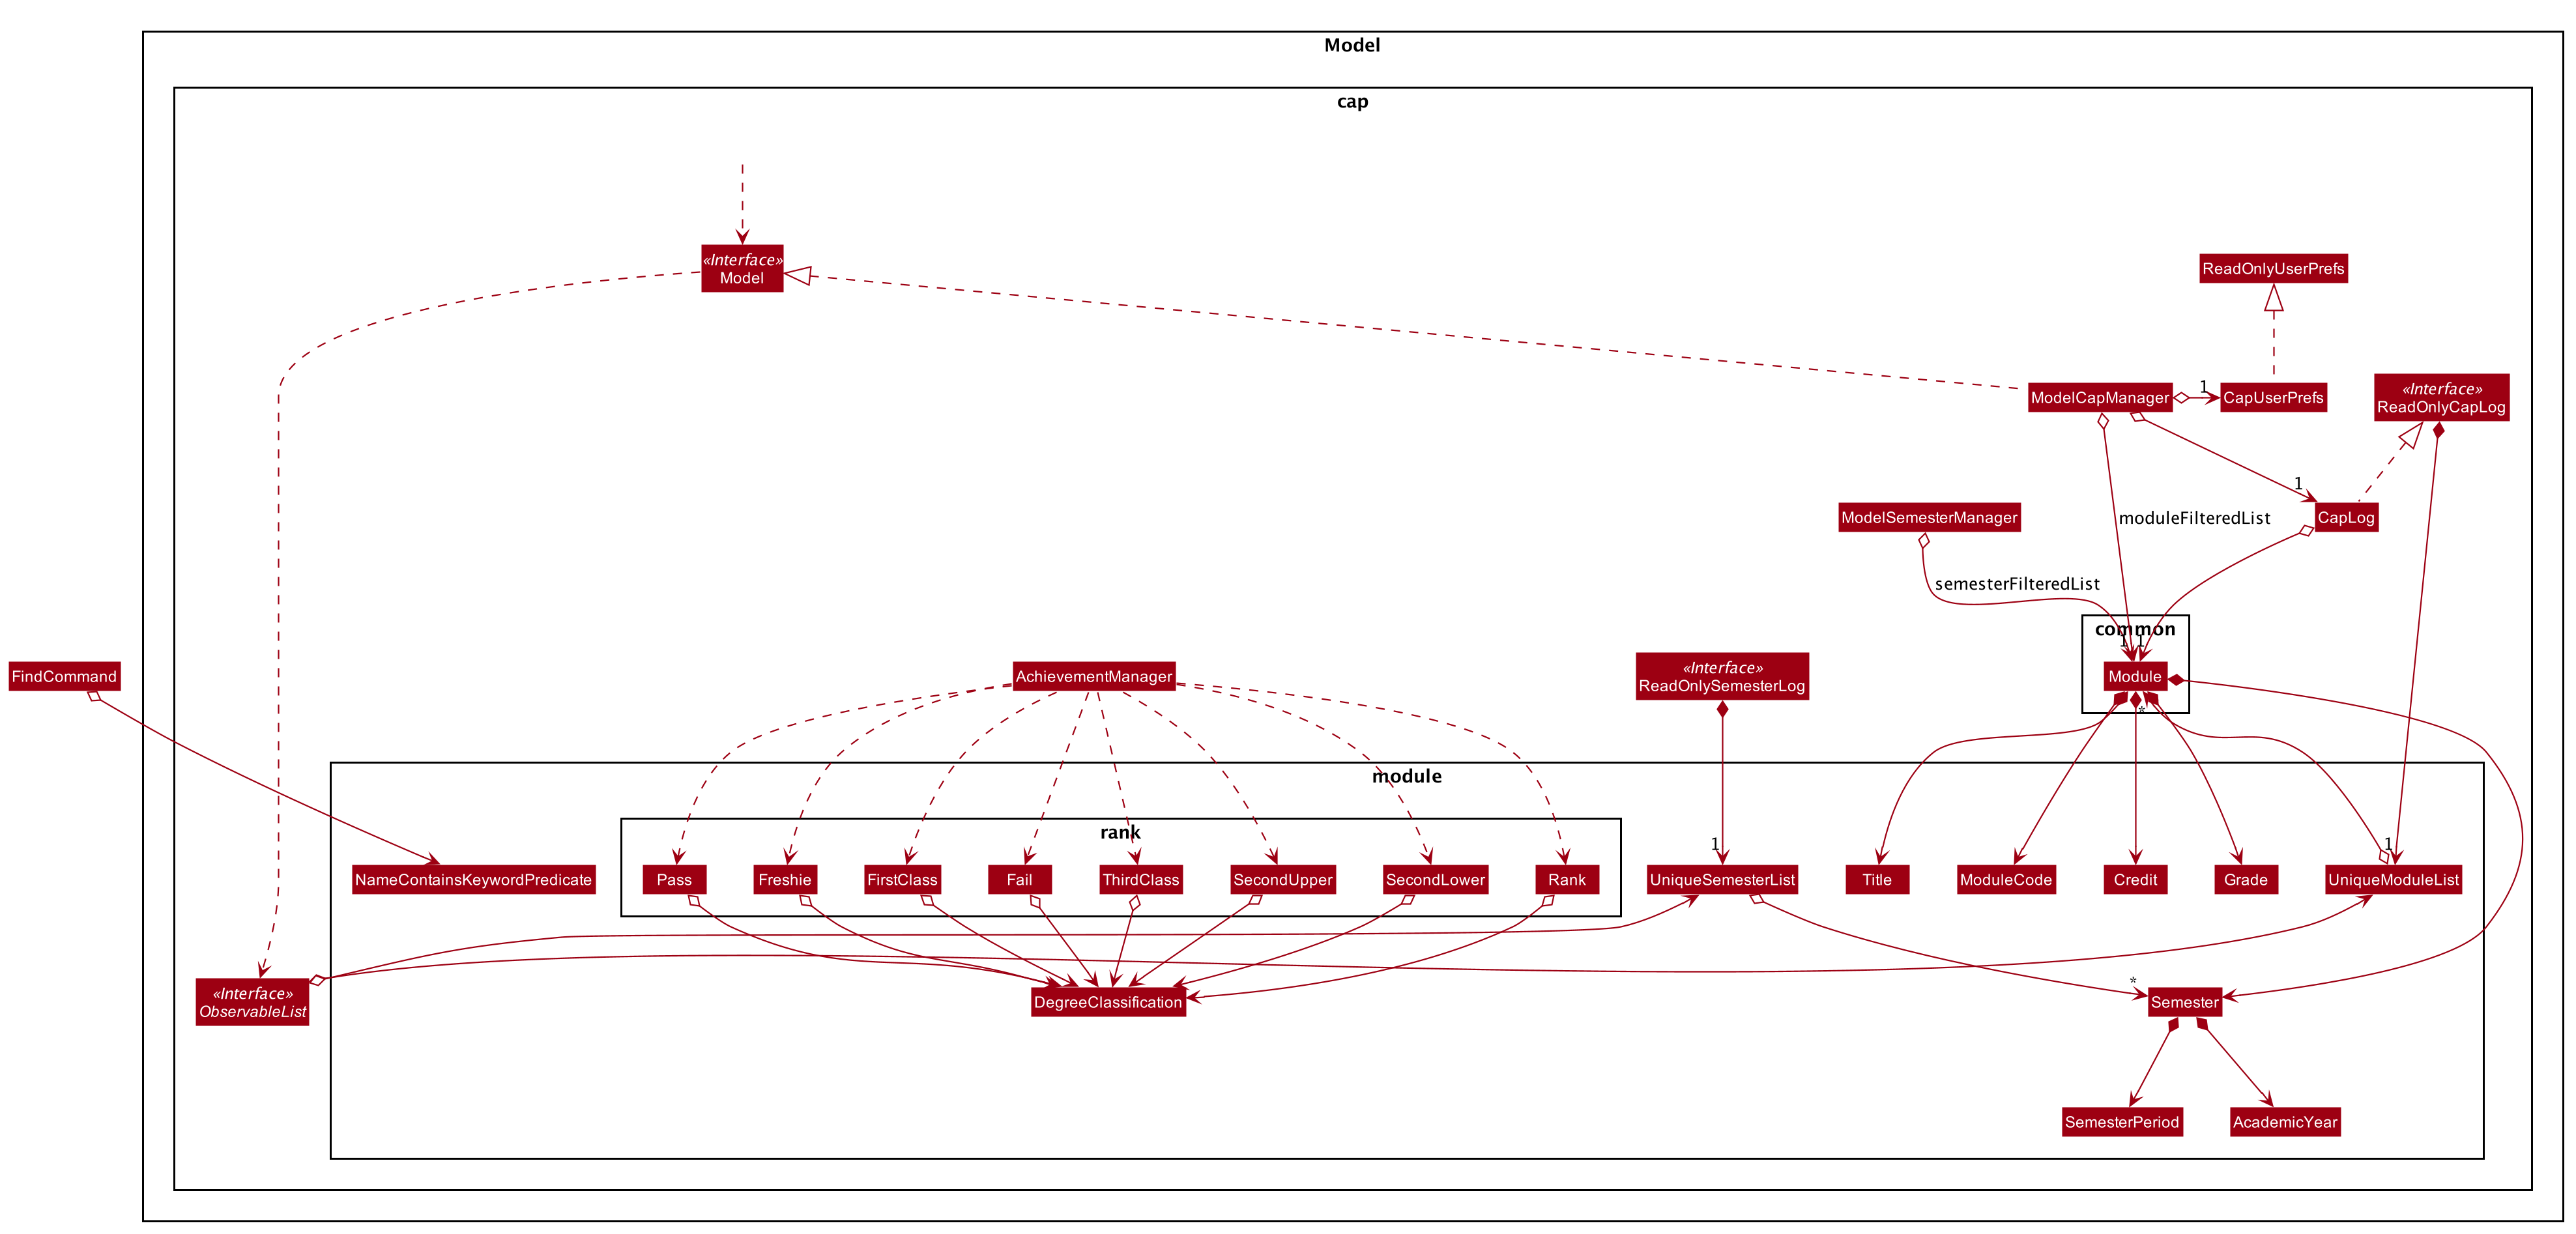 Model
cap
«Interface»
Model
ReadOnlyUserPrefs
ModelCapManager
1
CapUserPrefs
«Interface»
ReadOnlyCapLog
1
ModelSemesterManager
moduleFilteredList
CapLog
semesterFilteredList
common
1
1
FindCommand
AchievementManager
«Interface»
ReadOnlySemesterLog
Module
*
module
rank
1
1
NameContainsKeywordPredicate
Pass
Freshie
FirstClass
Fail
ThirdClass
SecondUpper
SecondLower
Rank
UniqueSemesterList
Title
ModuleCode
Credit
Grade
UniqueModuleList
*
«Interface»
ObservableList
DegreeClassification
Semester
SemesterPeriod
AcademicYear